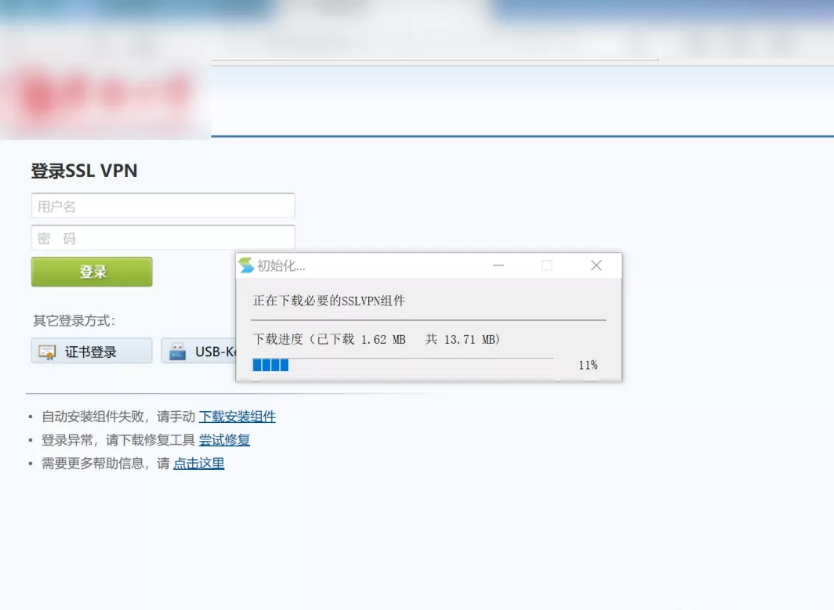 登录SSL VPN
用户名
密 码
登录
初始化...
正在下载必要的SSLVPN组件
下载进度（已下载 1.62 MB 共 13.71 MB）
11%
其它登录方式：
证书登录 USB-Ke
• 自动安装组件失败，请手动 下载安装组件
• 登录异常，请下载修复工具 尝试修复
• 需要更多帮助信息，请 点击这里